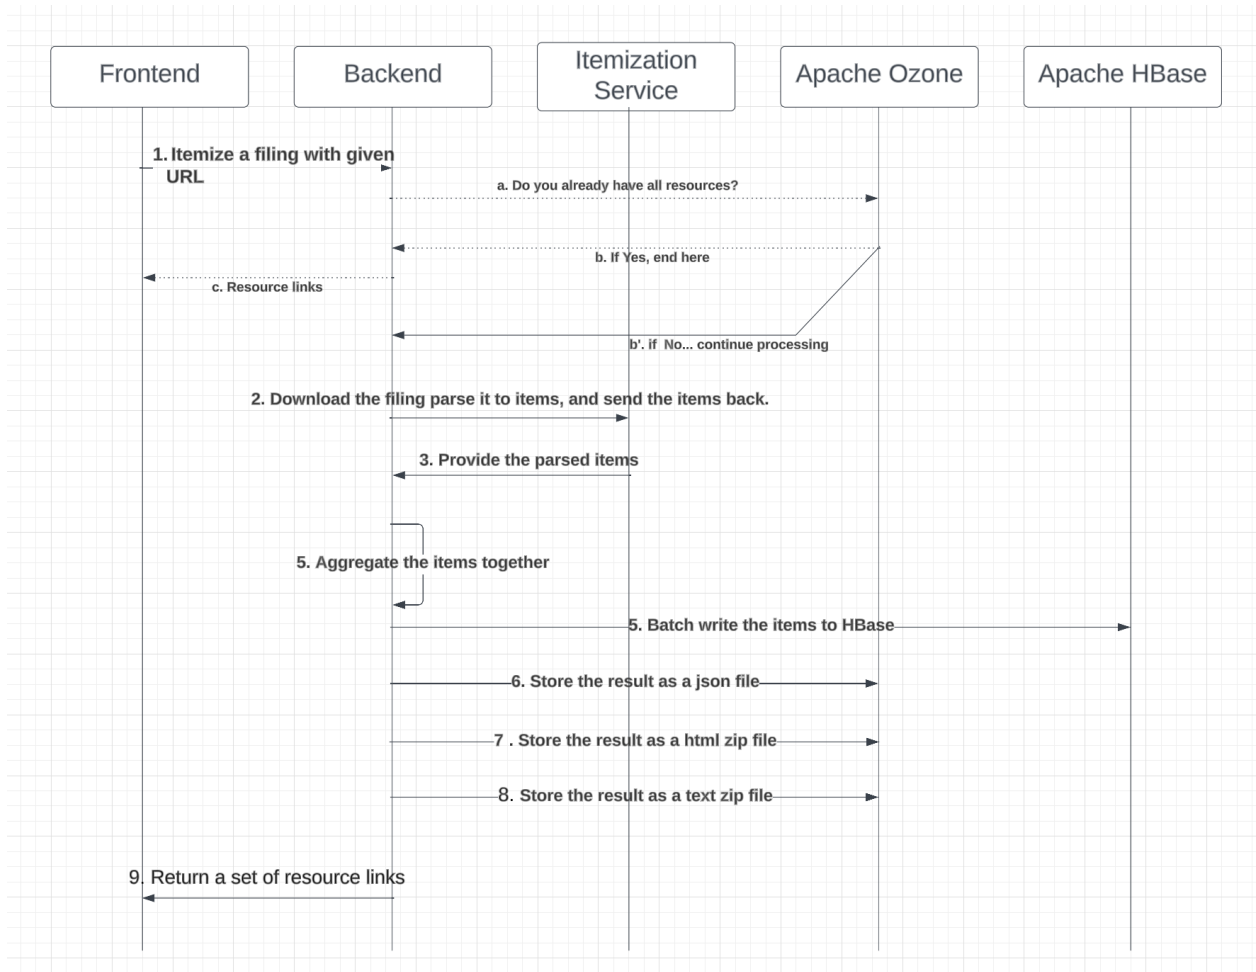 Frontend
Backend
Itemization
Service
Apache Ozone
Apache HBase
1. Itemize a filing with given
URL
a. Do you already have all resources?
b. If Yes, end here
c. Resource links
b'. if  No... continue processing
2. Download the filing parse it to items, and send the items back.
3. Provide the parsed items
5. Aggregate the items together
5. Batch write the items to HBase
6. Store the result as a json file
7 . Store the result as a html zip file
8. Store the result as a text zip file
9. Return a set of resource links